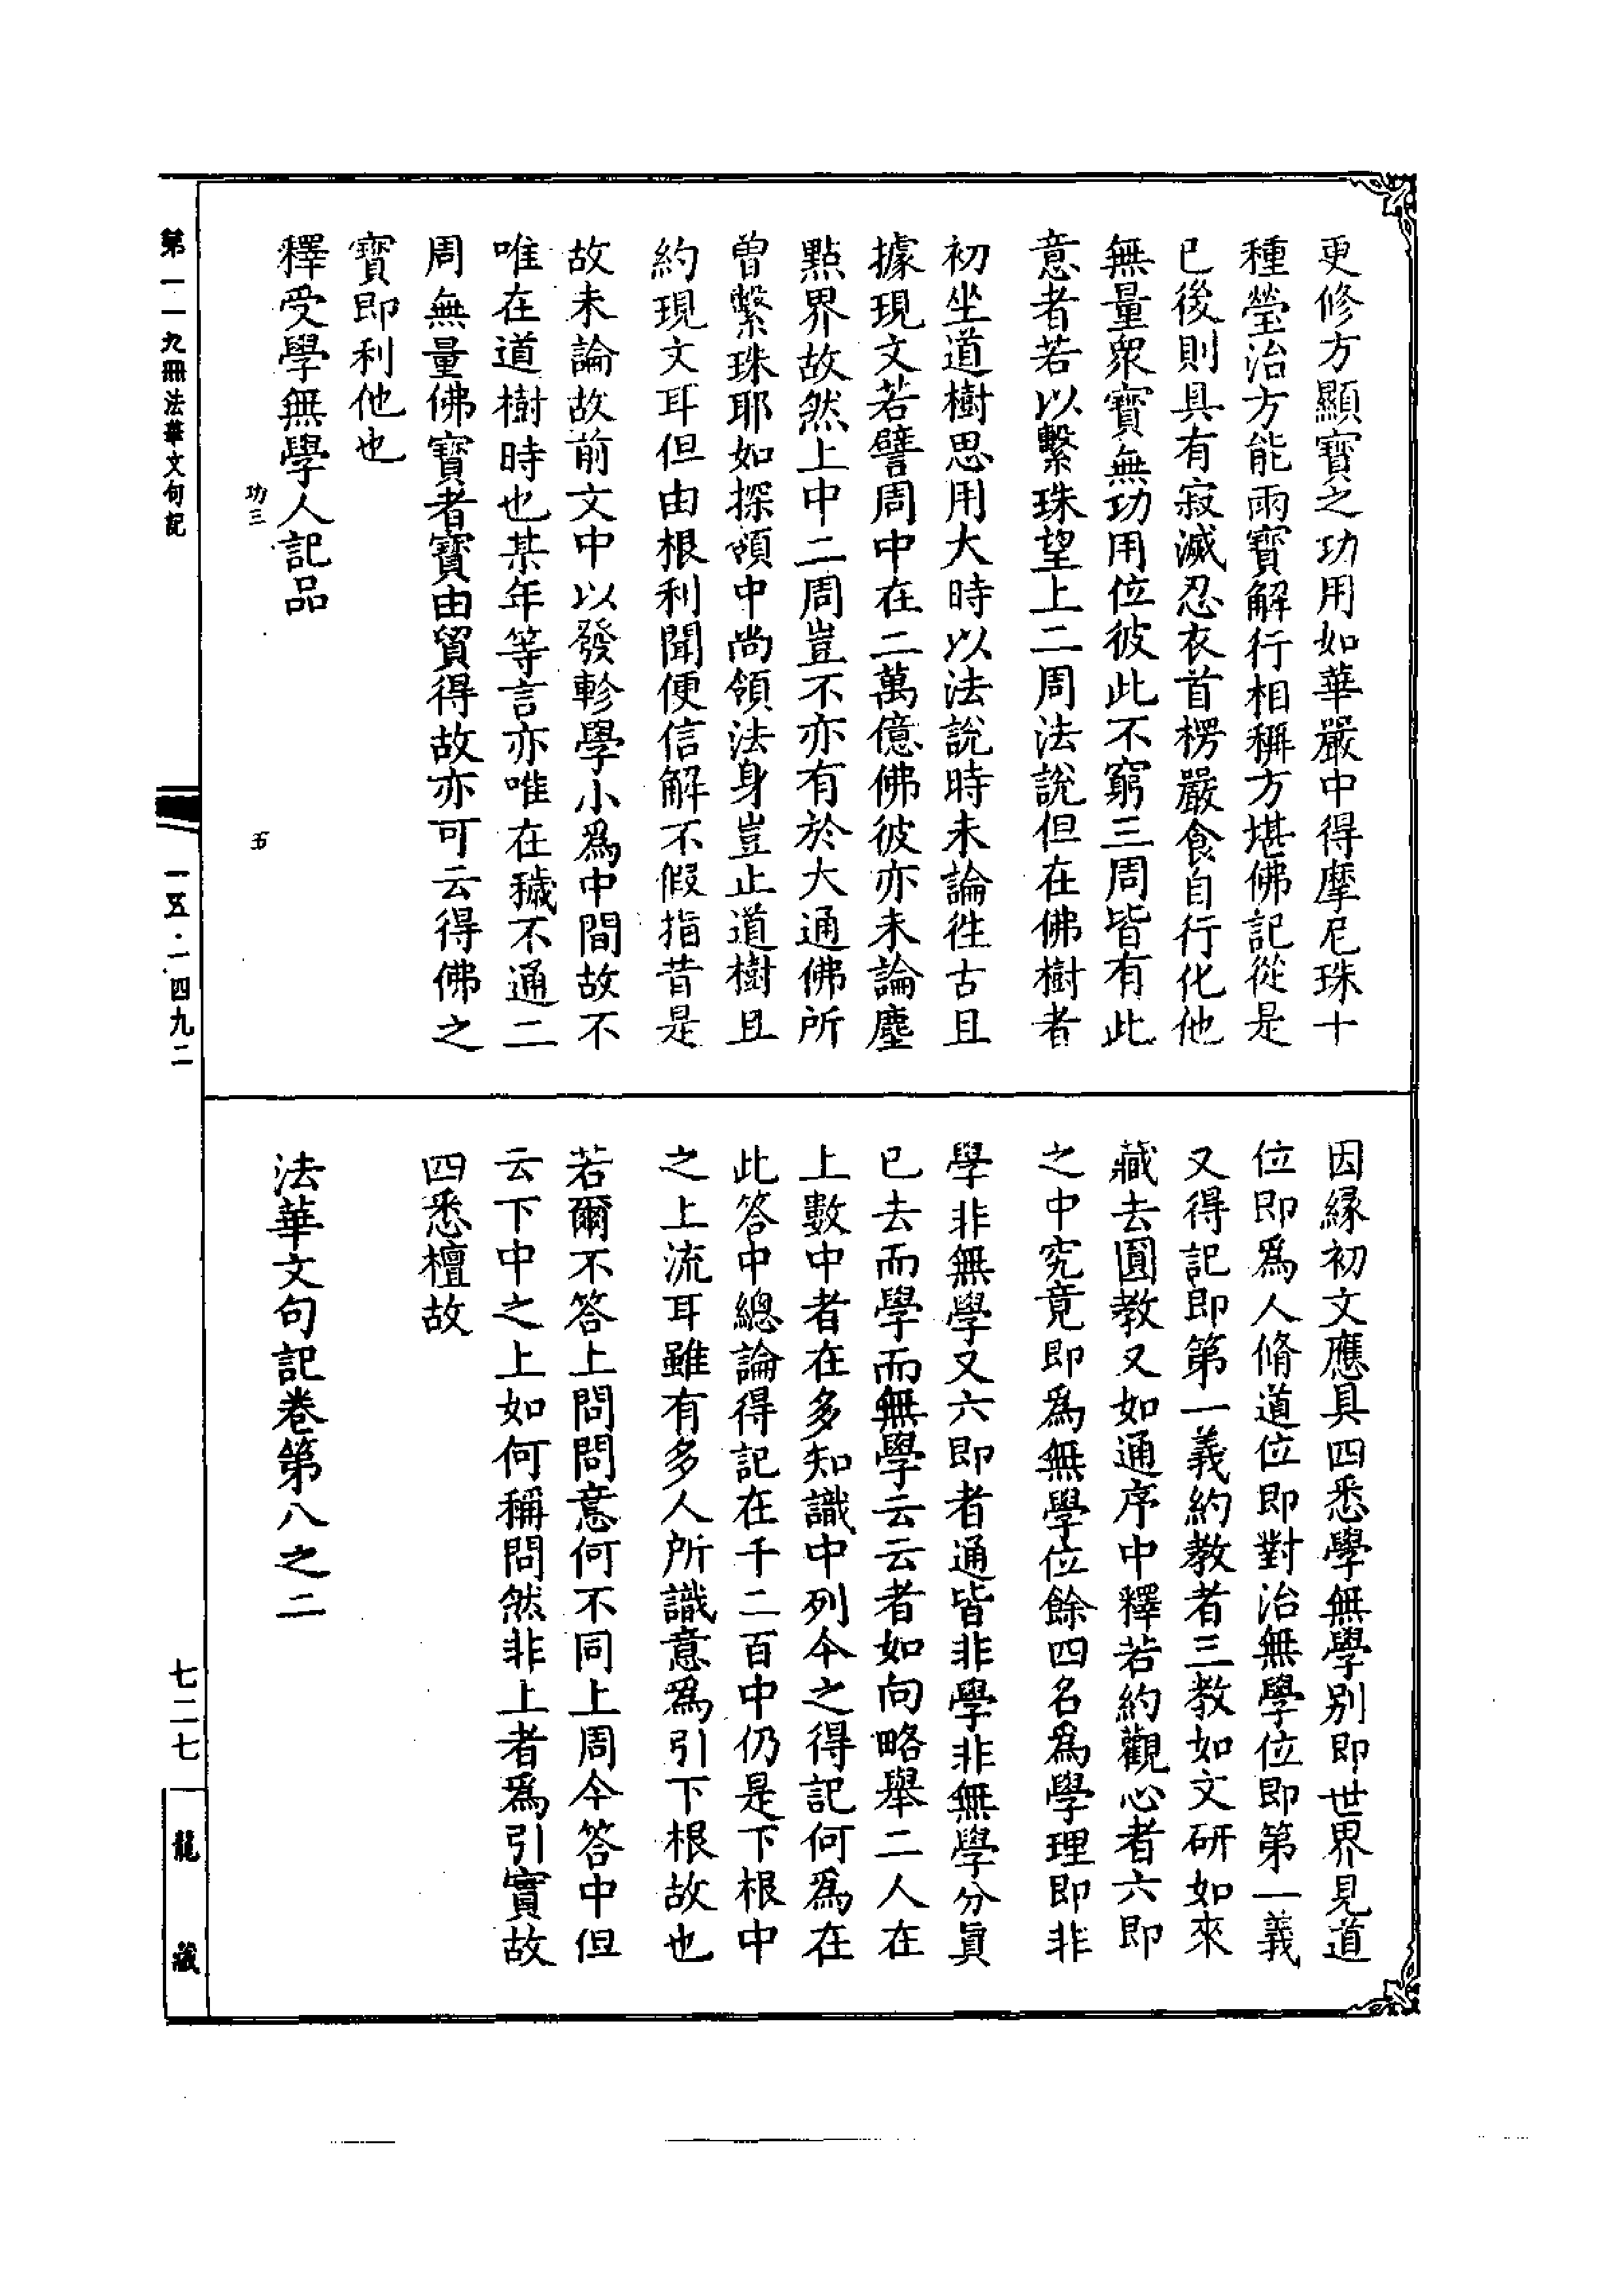 更修方顯寶之功用如華嚴中得摩尼珠十
種瑩治方能雨寶解行相稱方堪佛記從是
已後則具有寂滅忍衣首楞嚴食自行化他
無量眾寶無功用位彼此不窮三周皆有此
意者若以繫珠望上二周法說但在佛樹者
初坐道樹思用大時以法說時未論徃古且
據現文若譬周中在二萬億佛彼亦未論塵
點界故然上中二周豈不亦有於大通佛所
曾繫珠耶如探領中尚領法身豈止道樹且
約現文耳但由根利聞便信解不假指昔是
故未論故前文中以發軫學小為中間故不
唯在道樹時也某年等言亦唯在穢不通二
周無量佛寶者寶由貿得故亦可云得佛之
寶即利他也
釋受學無學人記品
因緣初文應具四悉學無學別即世界見道
位即為人脩道位即對治無學位即第一義
又得記即第一義約教者三教如文研如來
藏去圓教又如通序中釋若約觀心者六即
之中究竟即為無學位餘四名為學理即非
學非無學又六即者通皆非學非無學分真
已去而學而無學云云者如向略舉二人在
上數中者在多知識中列今之得記何為在
此答中總論得記在千二百中仍是下根中
之上流耳雖有多人所識意為引下根故也
若爾不答上問問意何不同上周今答中但
云下中之上如何稱問然非上者為引實故
四悉檀故
法華文句記卷第八之二
功三
五
第一一九冊法華文句記
一五·二四九二
七二七
龍藏